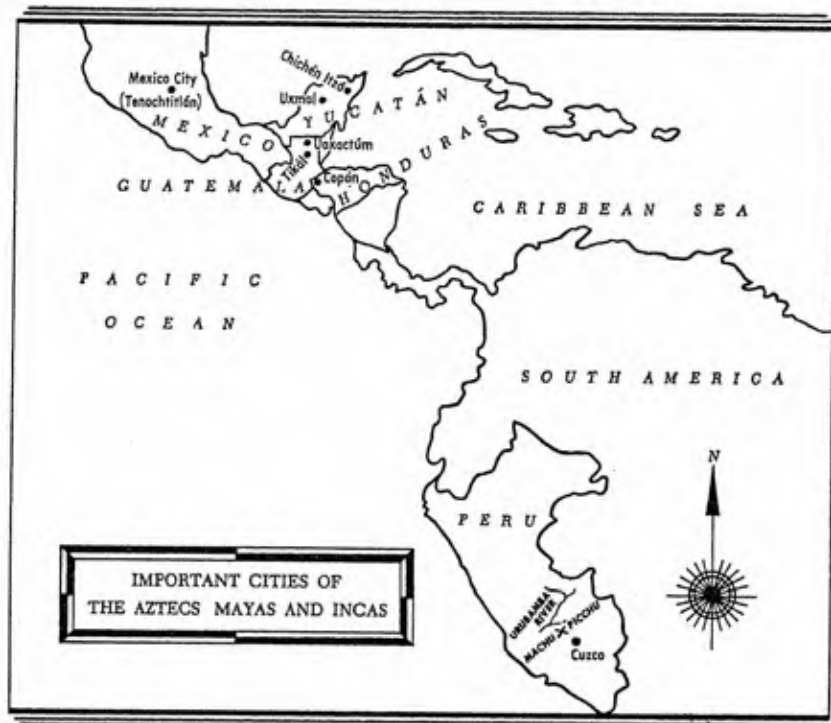 Chichén Itzá
Mexico City
(Tenochtitlán)
Uxmal
YUCATÁN
MEXICO
Uaxactúm
Tikál
HONDURAS
GUATEMALA
Copán
CARIBBEAN SEA
PACIFIC
OCEAN
SOUTH AMERICA
N
PERU
IMPORTANT CITIES OF
THE AZTECS MAYAS AND INCAS
URUBAMBA
RIVER
MACHU PICCHU
Cuzco